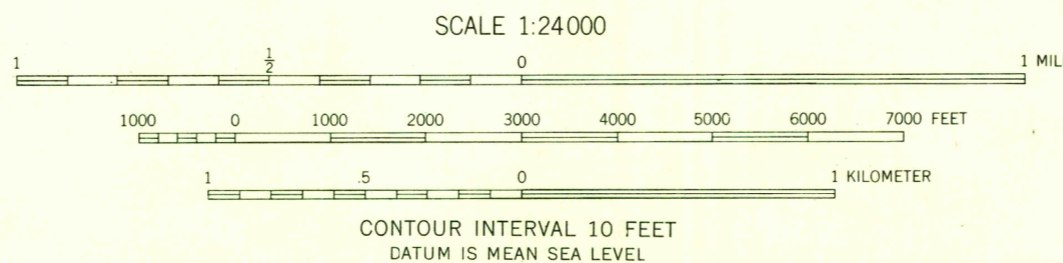 SCALE 1:24000
1 1/2 0 1 MIL
1000 0 1000 2000 3000 4000 5000 6000 7000 FEET
1 .5 0 1 KILOMETER
CONTOUR INTERVAL 10 FEET
DATUM IS MEAN SEA LEVEL